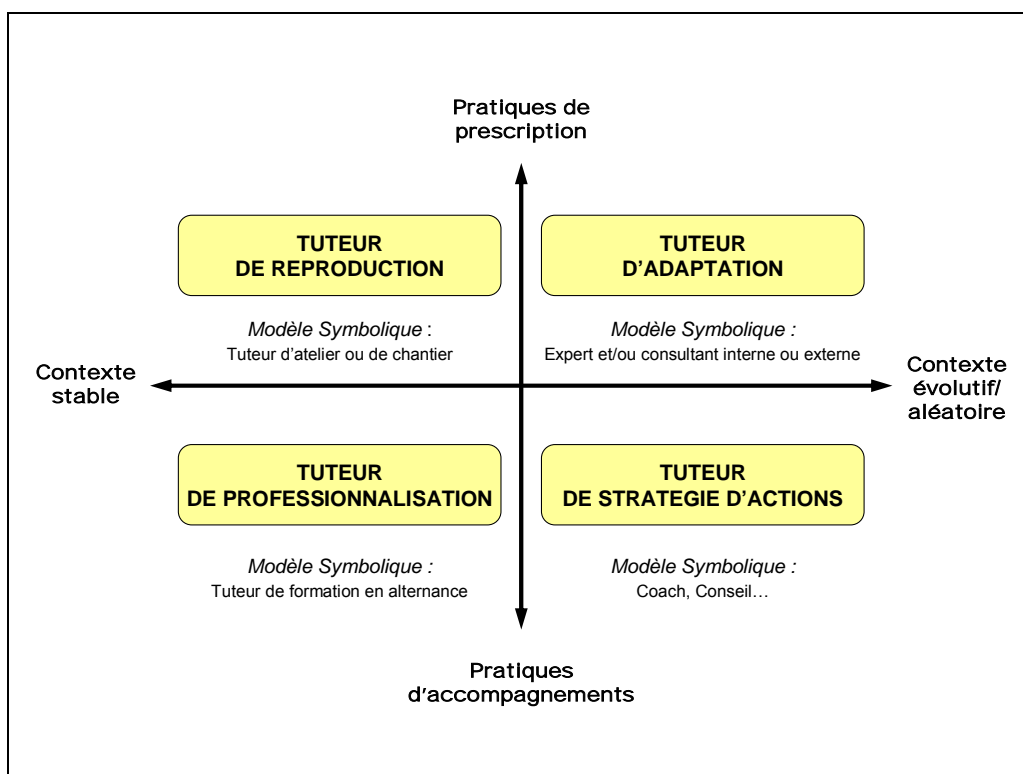 Pratiques de
prescription
TUTEUR
DE REPRODUCTION
TUTEUR
D'ADAPTATION
Modèle Symbolique :
Tuteur d'atelier ou de chantier
Modèle Symbolique :
Expert et/ou consultant interne ou externe
Contexte
stable
Contexte
évolutif/
aléatoire
TUTEUR
DE PROFESSIONNALISATION
TUTEUR
DE STRATEGIE D'ACTIONS
Modèle Symbolique :
Tuteur de formation en alternance
Modèle Symbolique :
Coach, Conseil…
Pratiques
d'accompagnements